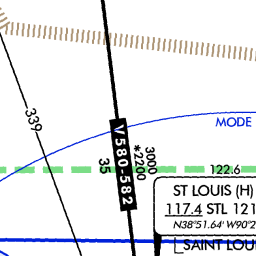 MODE
339
V580-582
3000
*2200
35
122.6
ST LOUIS (H)
117.4 STL 121
N38°51.64' W90°2
SAINT LOU